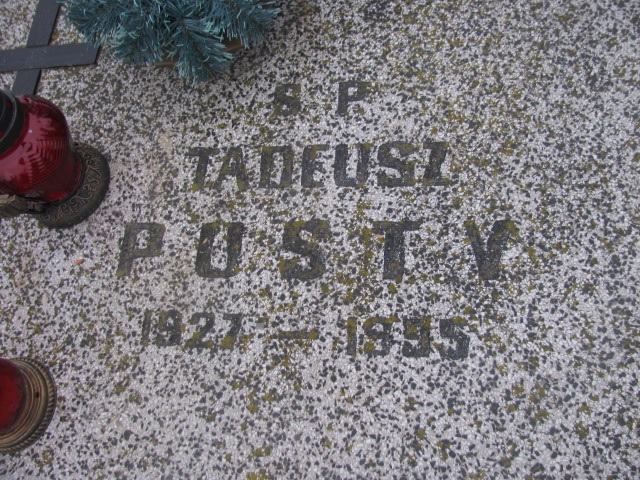 S P
TADEUSZ
PUSTY
1927 — 1995